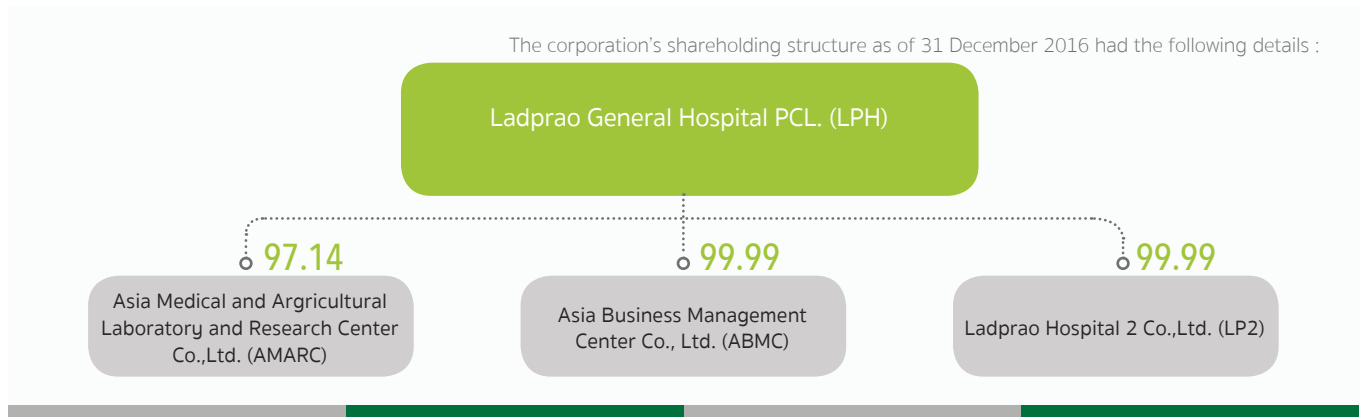 The corporation's shareholding structure as of 31 December 2016 had the following details :
Ladprao General Hospital PCL. (LPH)
97.14
99.99
99.99
Asia Medical and Argricultural
Laboratory and Research Center
Co.,Ltd. (AMARC)
Asia Business Management
Center Co., Ltd. (ABMC)
Ladprao Hospital 2 Co.,Ltd. (LP2)